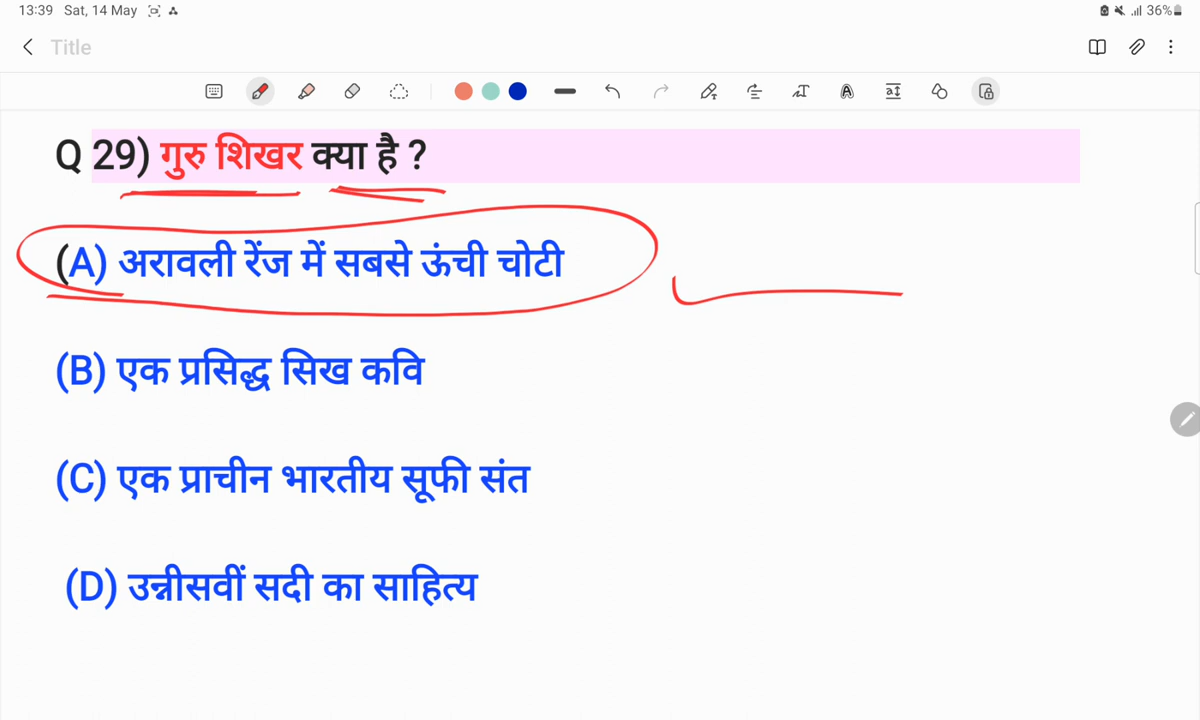 13:39 Sat, 14 May 36%
Title
Q 29) गुरु शिखर क्या है ?
(A) अरावली रेंज में सबसे ऊंची चोटी
(B) एक प्रसिद्ध सिख कवि
(C) एक प्राचीन भारतीय सूफी संत
(D) उन्नीसवीं सदी का साहित्य